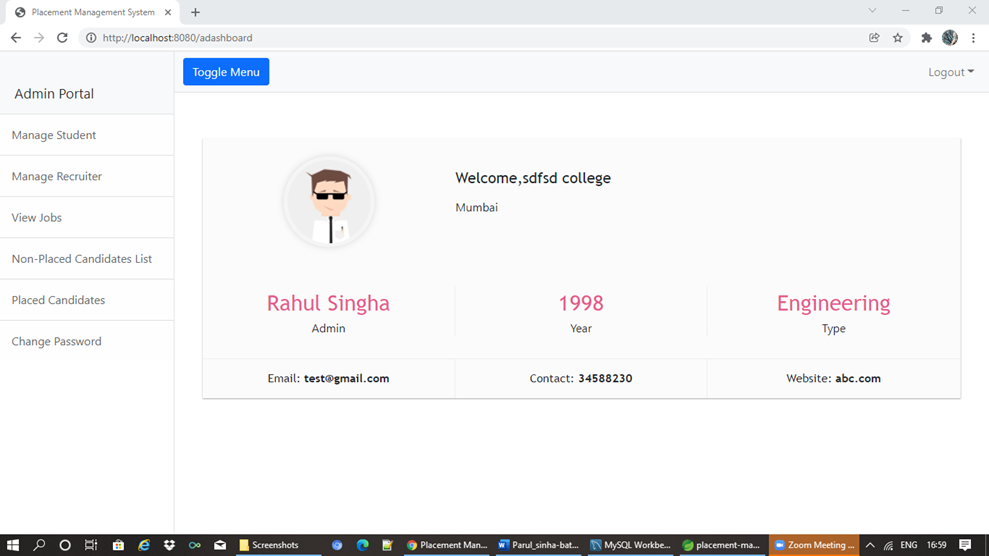 Placement Management System
http://localhost:8080/adashboard
Toggle Menu
Logout
Admin Portal
Manage Student
Manage Recruiter
View Jobs
Non-Placed Candidates List
Placed Candidates
Change Password
Welcome,sdfsd college
Mumbai
Rahul Singha
Admin
1998
Year
Engineering
Type
Email: test@gmail.com
Contact: 34588230
Website: abc.com
Screenshots
Placement Man...
Parul_sinha-bat...
MySQL Workbe...
placement-ma...
Zoom Meeting ...
ENG
16:59